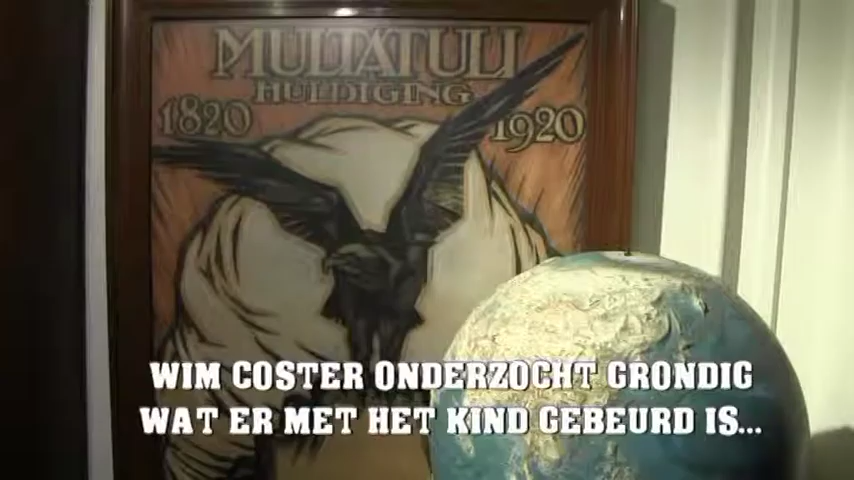 MULTATULI
HULDIGING
1820 1920
WIM COSTER ONDERZOCHT GRONDIG
WAT ER MET HET KIND GEBEURD IS...